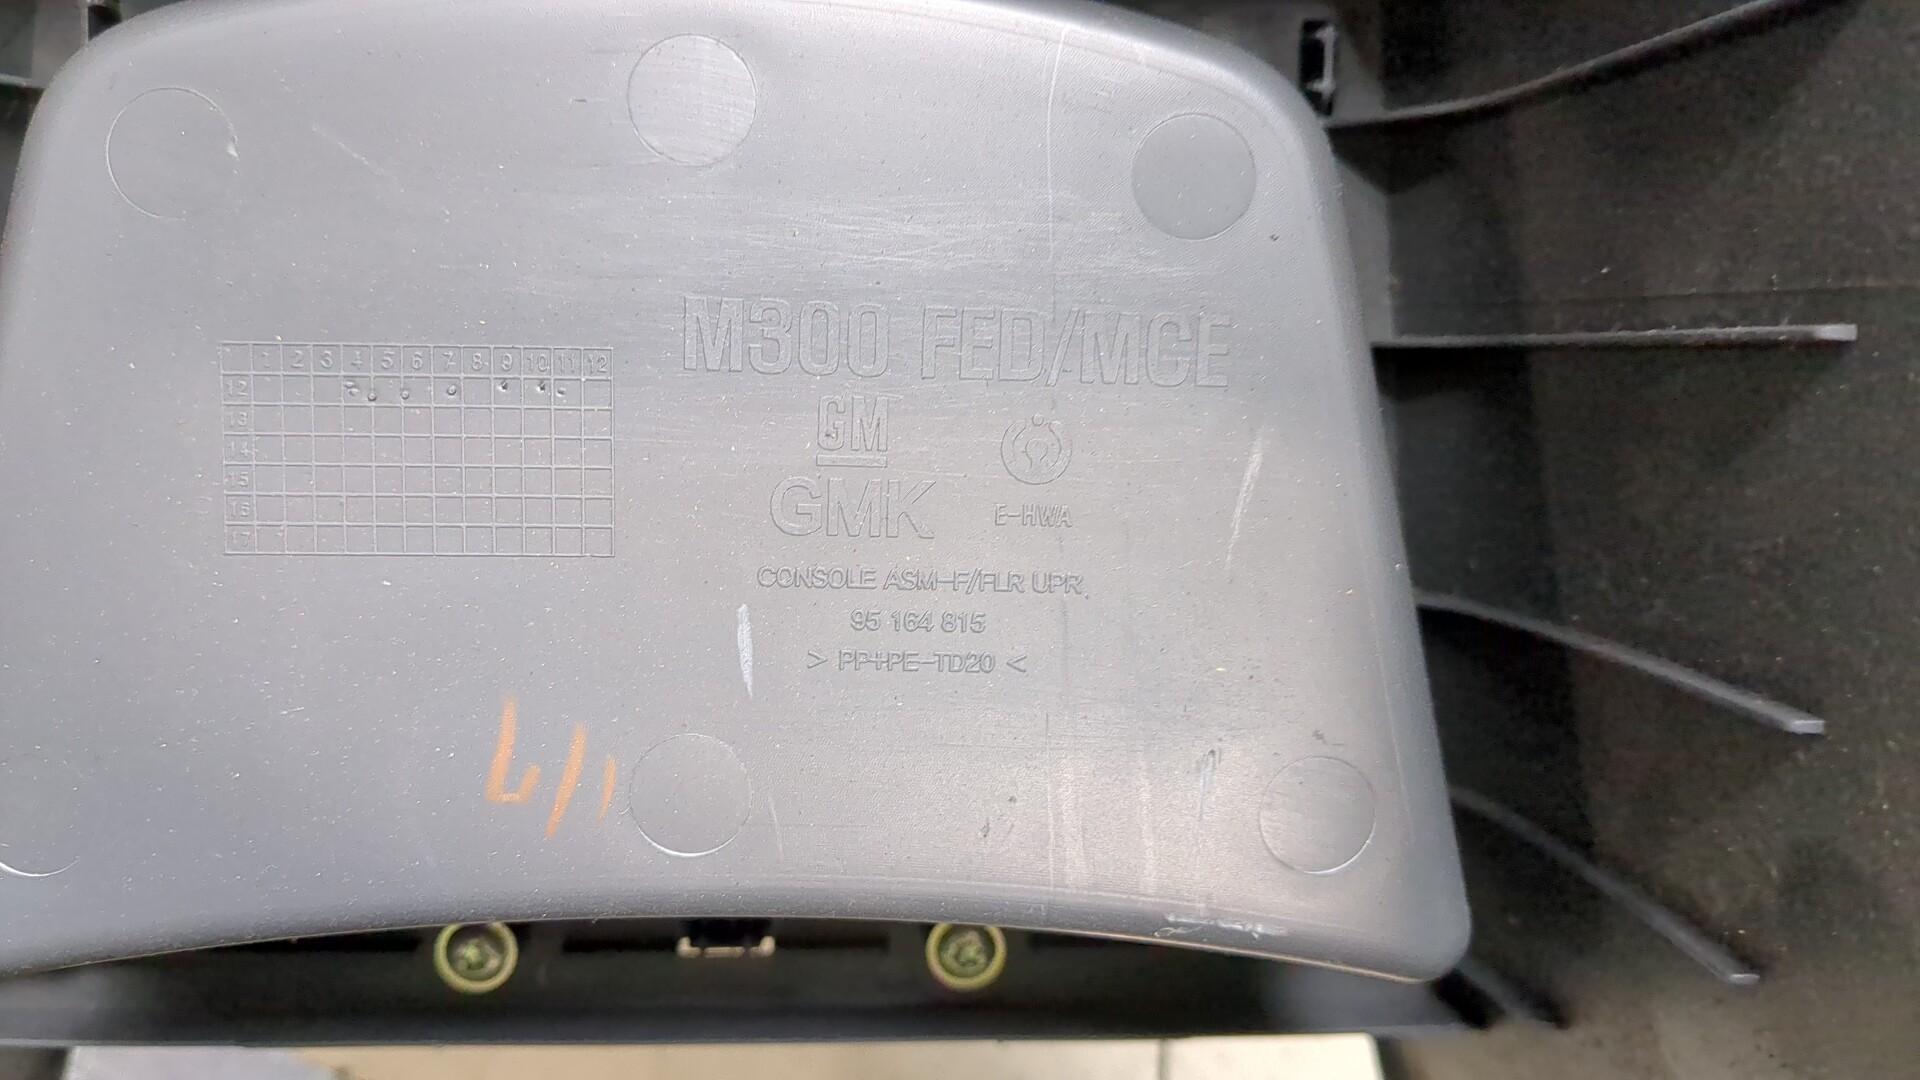 1 2 3 4 5 6 7 8 9 10 11 12
12
13
14
15
16
17
M300 FED/MCE
GM
GMK
E-HWA
CONSOLE ASM-F/FLR UPR
95 164 815
> PP+PE-TD20 <